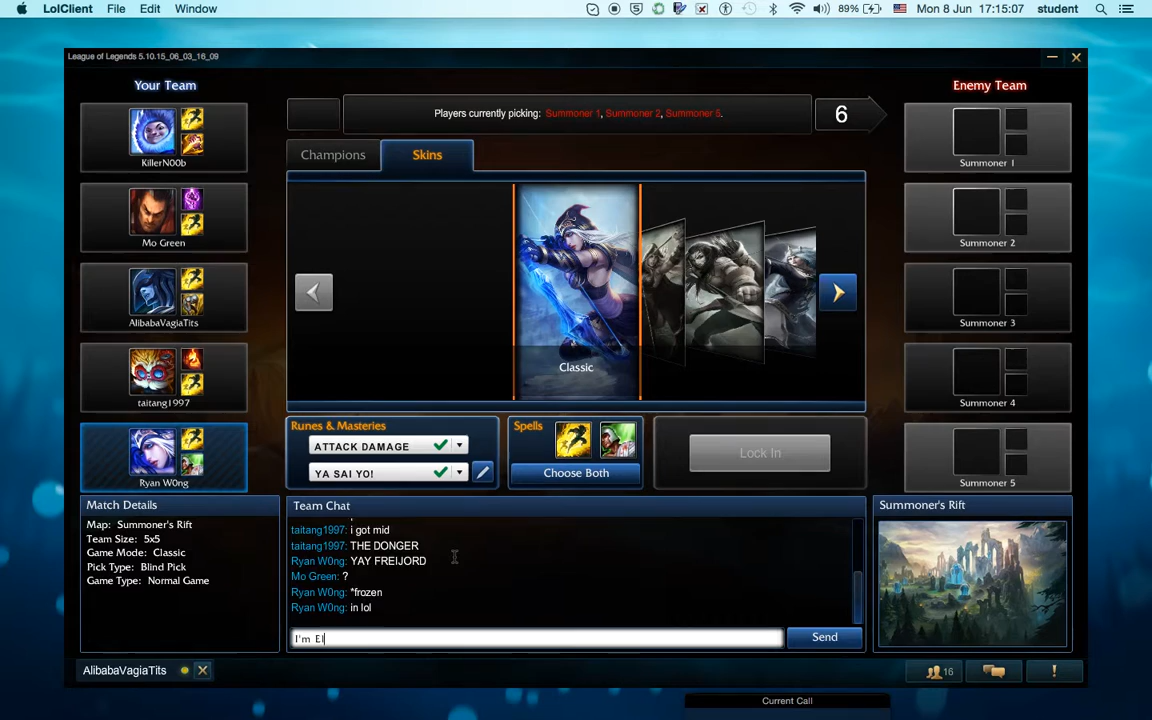 LolClient File Edit Window
89% Mon 8 Jun 17:15:07 student
League of Legends 5.10.15_06_03_16_09
Your Team
Players currently picking: Summoner 1, Summoner 2, Summoner 5.
6
Enemy Team
Champions
Skins
KillerN00b
Mo Green
AlibabaVagiaTits
taitang1997
Ryan W0ng
Classic
Summoner 1
Summoner 2
Summoner 3
Summoner 4
Summoner 5
Runes & Masteries
ATTACK DAMAGE
YA SAI YO!
Spells
Choose Both
Lock In
Match Details
Map: Summoner's Rift
Team Size: 5x5
Game Mode: Classic
Pick Type: Blind Pick
Game Type: Normal Game
Team Chat
taitang1997: i got mid
taitang1997: THE DONGER
Ryan W0ng: YAY FREIJORD
Mo Green: ?
Ryan W0ng: *frozen
Ryan W0ng: in lol
I'm El
Send
Summoner's Rift
AlibabaVagiaTits
16
!
Current Call